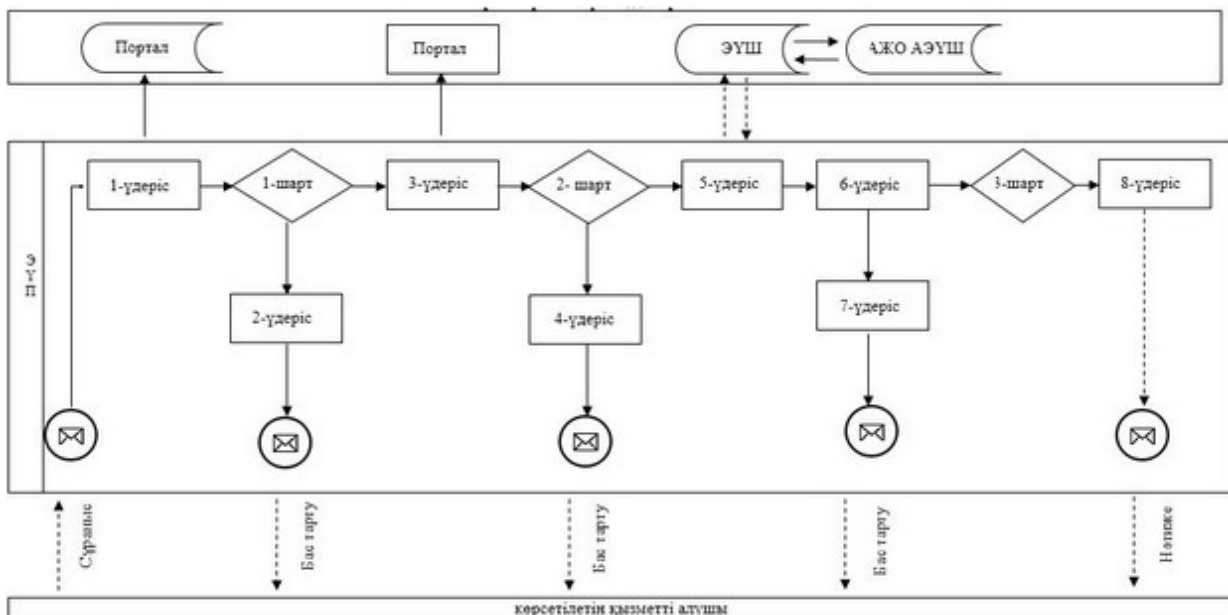 Портал
Портал
ЭҮШ
АЖО АЭҮШ
1-үдеріс
1-шарт
3-үдеріс
2- шарт
5-үдеріс
6-үдеріс
3-шарт
8-үдеріс
2-үдеріс
4-үдеріс
7-үдеріс
Сұраныс
Бас тарту
Бас тарту
Бас тарту
Нәтиже
көрсетілетін қызметті алушы